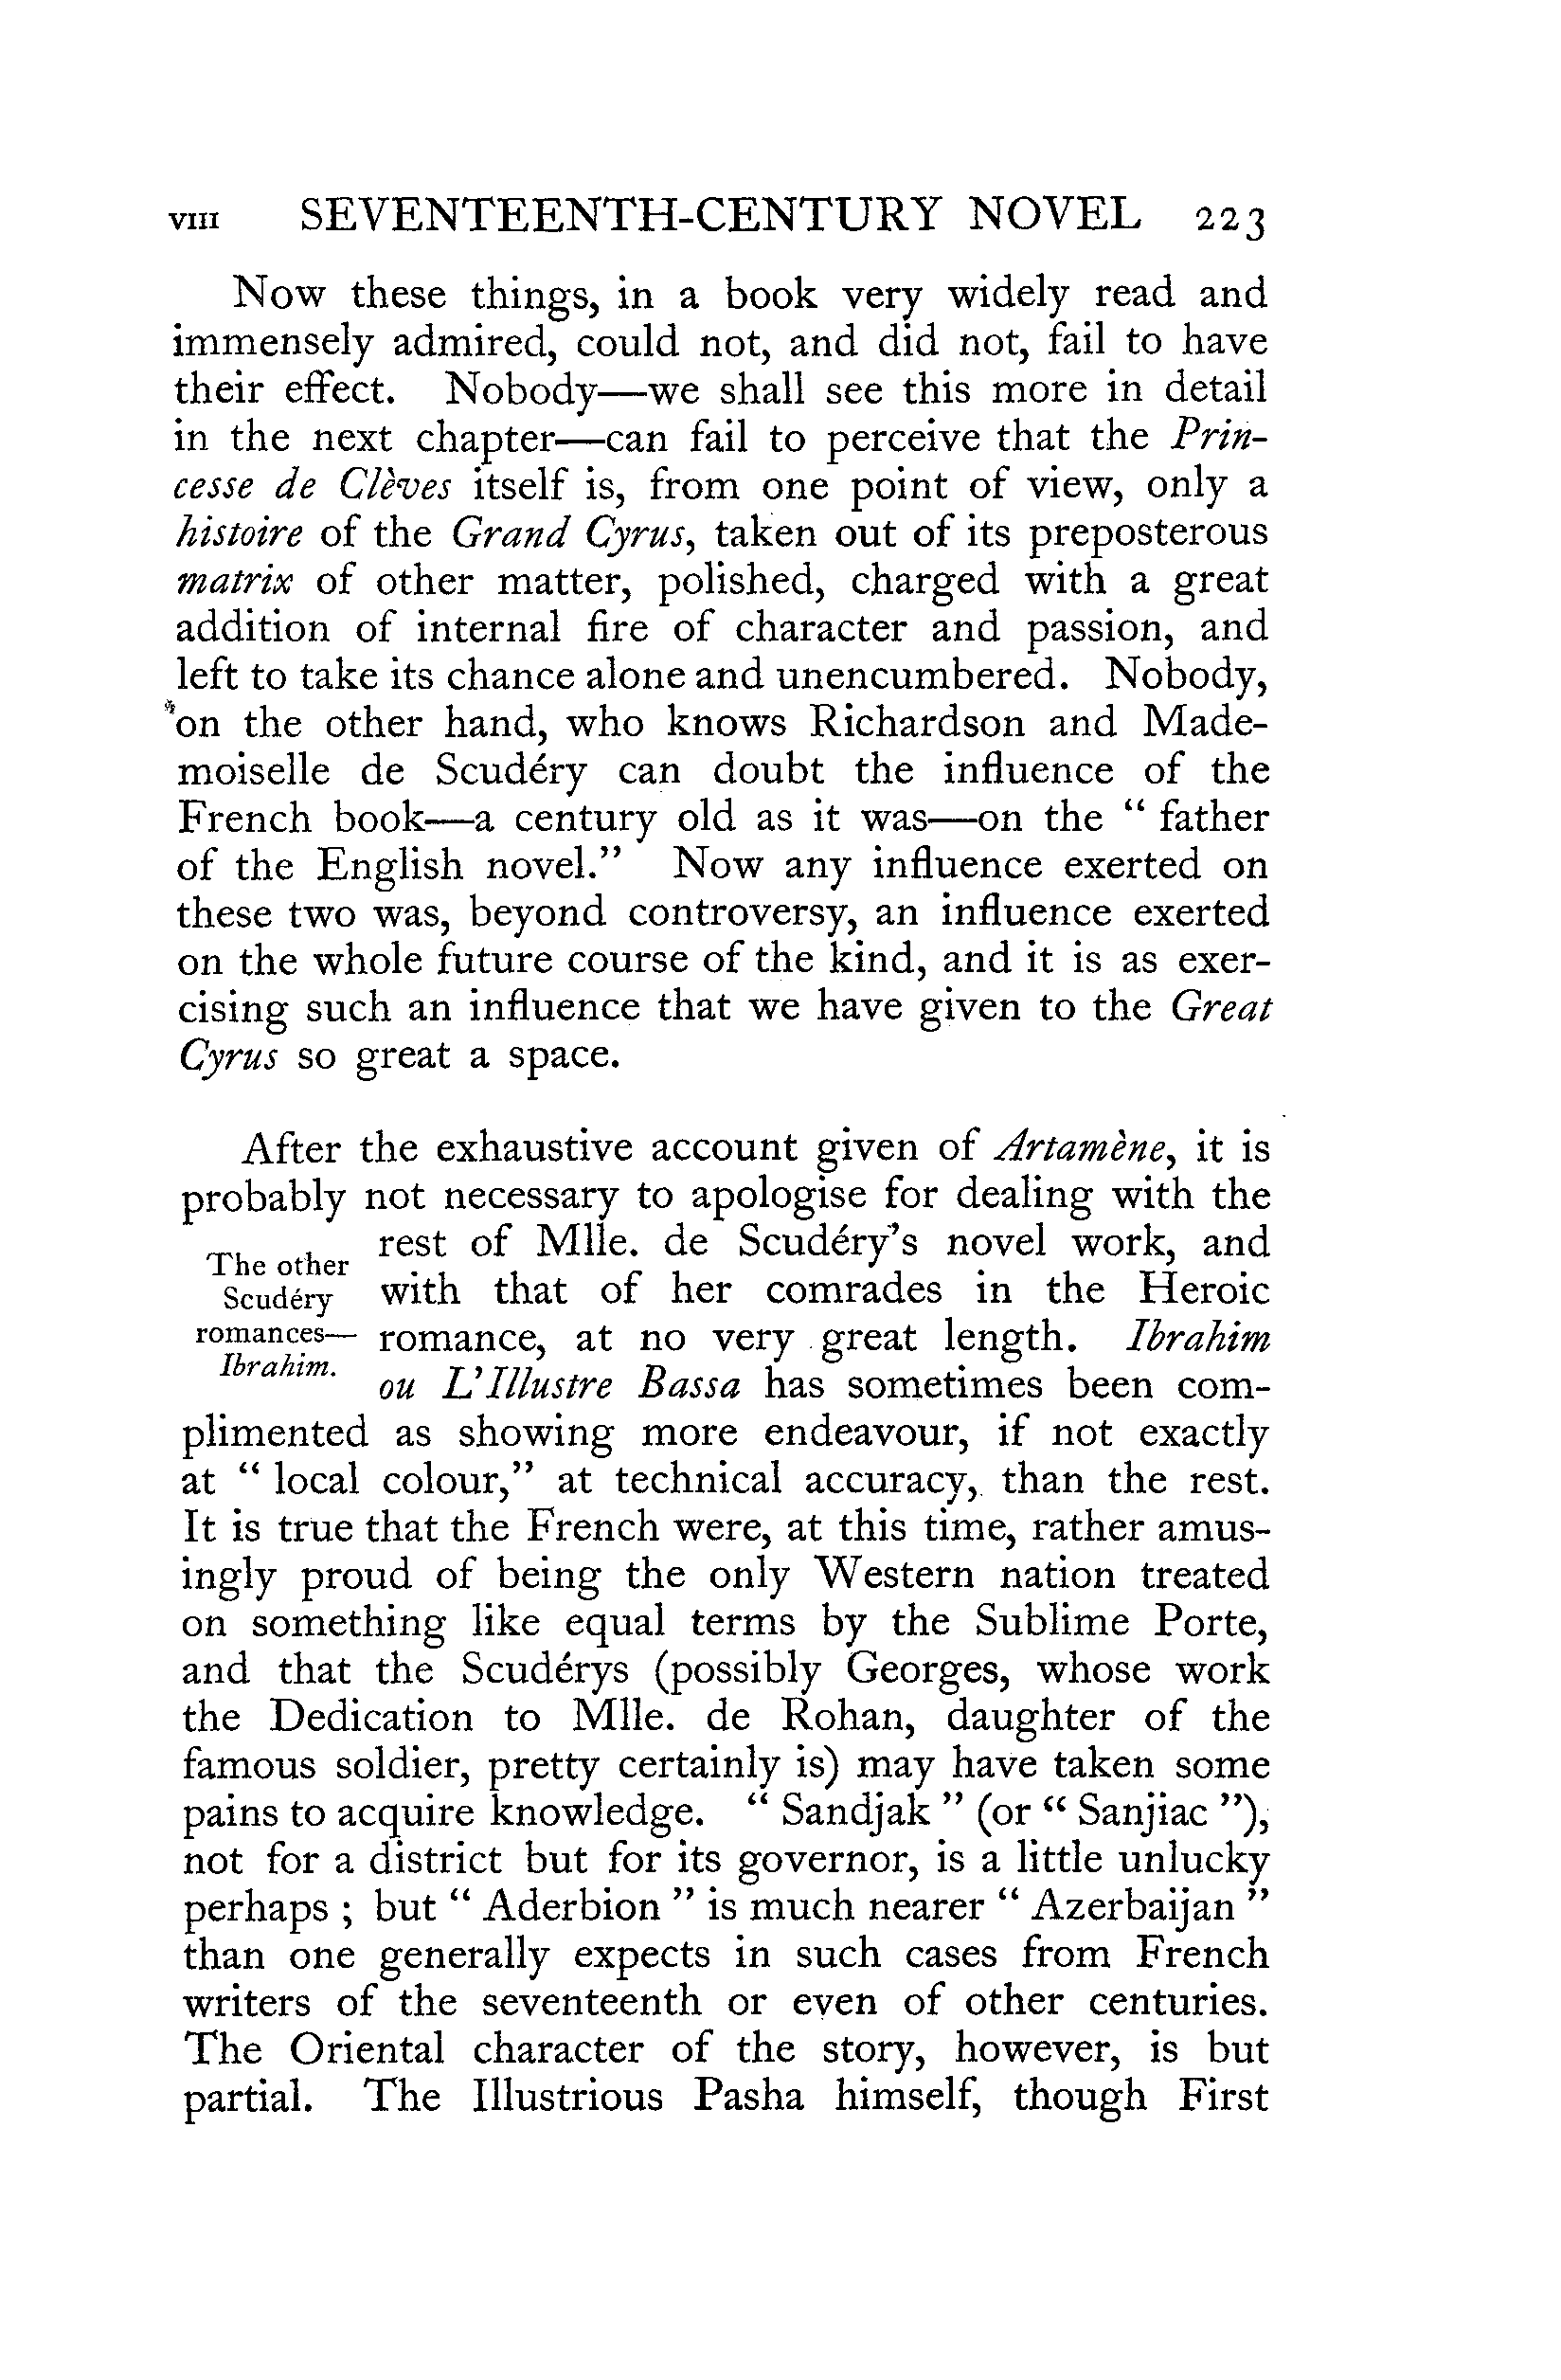 VIII SEVENTEENTH-CENTURY NOVEL 223
Now these things, in a book very widely read and
immensely admired, could not, and did not, fail to have
their effect. Nobody—we shall see this more in detail
in the next chapter—can fail to perceive that the Prin-
cesse de Clèves itself is, from one point of view, only a
histoire of the Grand Cyrus, taken out of its preposterous
matrix of other matter, polished, charged with a great
addition of internal fire of character and passion, and
left to take its chance alone and unencumbered. Nobody,
on the other hand, who knows Richardson and Made-
moiselle de Scudéry can doubt the influence of the
French book—a century old as it was—on the “ father
of the English novel.” Now any influence exerted on
these two was, beyond controversy, an influence exerted
on the whole future course of the kind, and it is as exer-
cising such an influence that we have given to the Great
Cyrus so great a space.
After the exhaustive account given of Artamène, it is
probably not necessary to apologise for dealing with the
The other
Scudéry
romances—
Ibrahim.
rest of Mlle. de Scudéry’s novel work, and
with that of her comrades in the Heroic
romance, at no very great length. Ibrahim
ou L’Illustre Bassa has sometimes been com-
plimented as showing more endeavour, if not exactly
at “ local colour,” at technical accuracy, than the rest.
It is true that the French were, at this time, rather amus-
ingly proud of being the only Western nation treated
on something like equal terms by the Sublime Porte,
and that the Scudérys (possibly Georges, whose work
the Dedication to Mlle. de Rohan, daughter of the
famous soldier, pretty certainly is) may have taken some
pains to acquire knowledge. “ Sandjak ” (or “ Sanjiac ”),
not for a district but for its governor, is a little unlucky
perhaps ; but “ Aderbion ” is much nearer “ Azerbaijan ”
than one generally expects in such cases from French
writers of the seventeenth or even of other centuries.
The Oriental character of the story, however, is but
partial. The Illustrious Pasha himself, though First